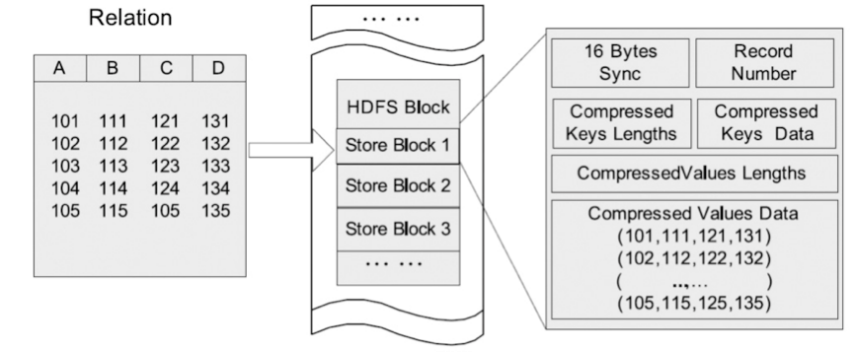 Relation
A B C D
101 111 121 131
102 112 122 132
103 113 123 133
104 114 124 134
105 115 105 135
... ...
HDFS Block
Store Block 1
Store Block 2
Store Block 3
... ...
16 Bytes
Sync
Record
Number
Compressed
Keys Lengths
Compressed
Keys Data
CompressedValues Lengths
Compressed Values Data
(101,111,121,131)
(102,112,122,132)
( ..,... )
(105,115,125,135)